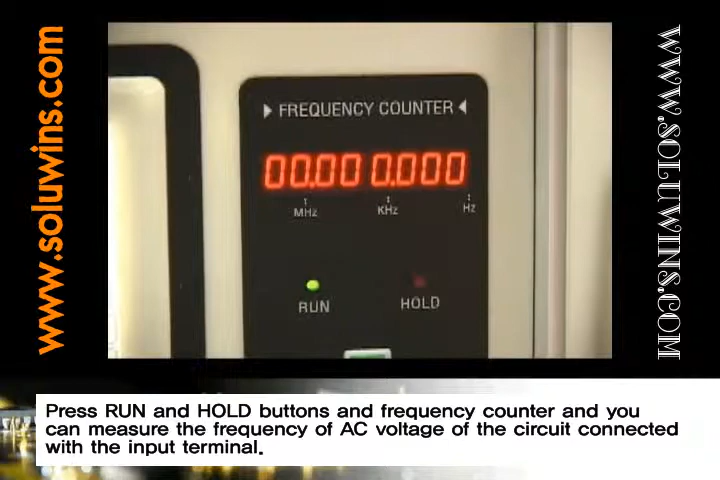 www.soluwins.com
WWW.SOLUWINS.COM
FREQUENCY COUNTER
00.00 0.000
MHz KHz Hz
RUN HOLD
Press RUN and HOLD buttons and frequency counter and you
can measure the frequency of AC voltage of the circuit connected
with the input terminal.